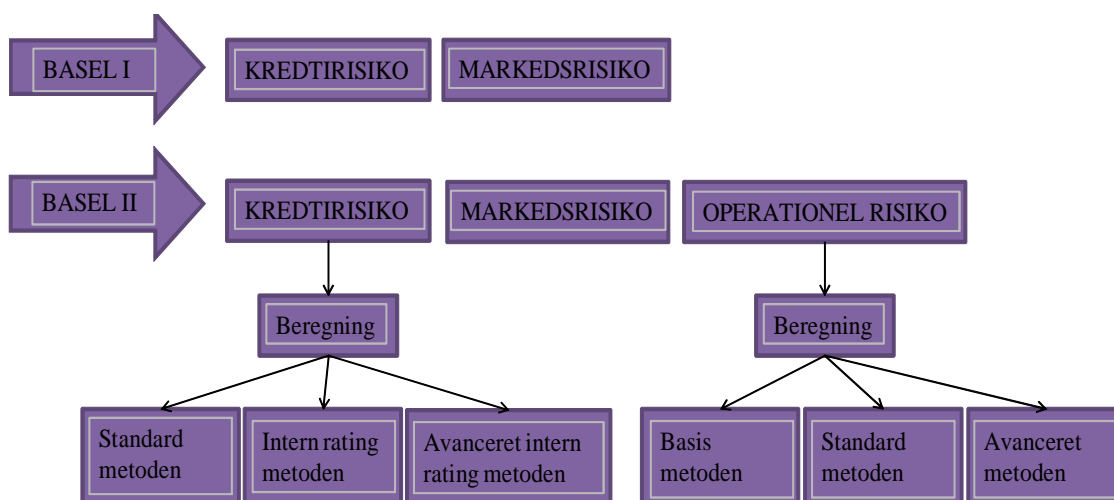 BASEL I
KREDTIRISIKO
MARKEDSRISIKO
BASEL II
KREDTIRISIKO
MARKEDSRISIKO
OPERATIONEL RISIKO
Beregning
Beregning
Standard
metoden
Intern rating
metoden
Avanceret intern
rating metoden
Basis
metoden
Standard
metoden
Avanceret
metoden